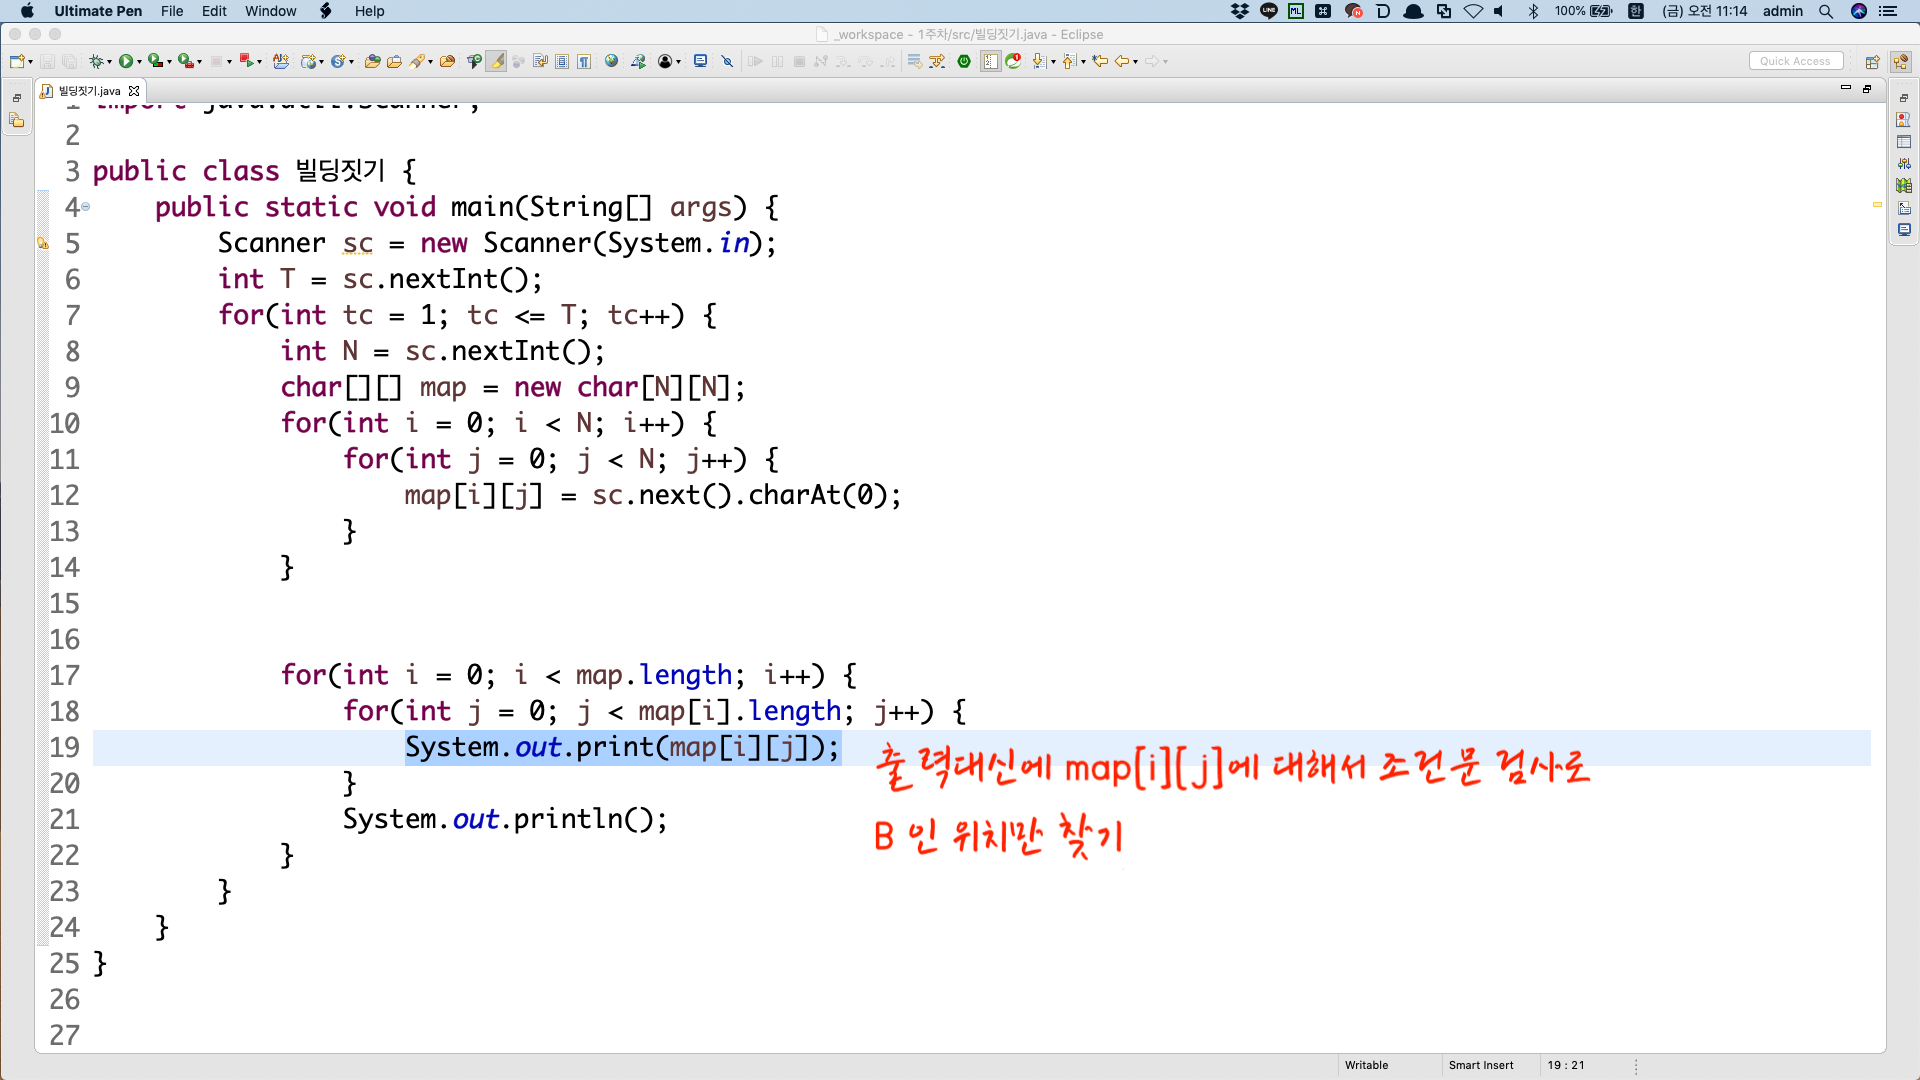 Ultimate Pen File Edit Window Help 100% 한 (금) 오전 11:14 admin
_workspace - 1주차/src/빌딩짓기.java - Eclipse
Quick Access
빌딩짓기.java
1 import java.util.Scanner;
2
3 public class 빌딩짓기 {
4 public static void main(String[] args) {
5 Scanner sc = new Scanner(System.in);
6 int T = sc.nextInt();
7 for(int tc = 1; tc <= T; tc++) {
8 int N = sc.nextInt();
9 char[][] map = new char[N][N];
10 for(int i = 0; i < N; i++) {
11 for(int j = 0; j < N; j++) {
12 map[i][j] = sc.next().charAt(0);
13 }
14 }
15
16
17 for(int i = 0; i < map.length; i++) {
18 for(int j = 0; j < map[i].length; j++) {
19 System.out.print(map[i][j]);
출력대신에 map[i][j]에 대해서 조건문 검사로
20 }
21 System.out.println();
B 인 위치만 찾기
22 }
23 }
24 }
25 }
26
27
Writable Smart Insert 19 : 21